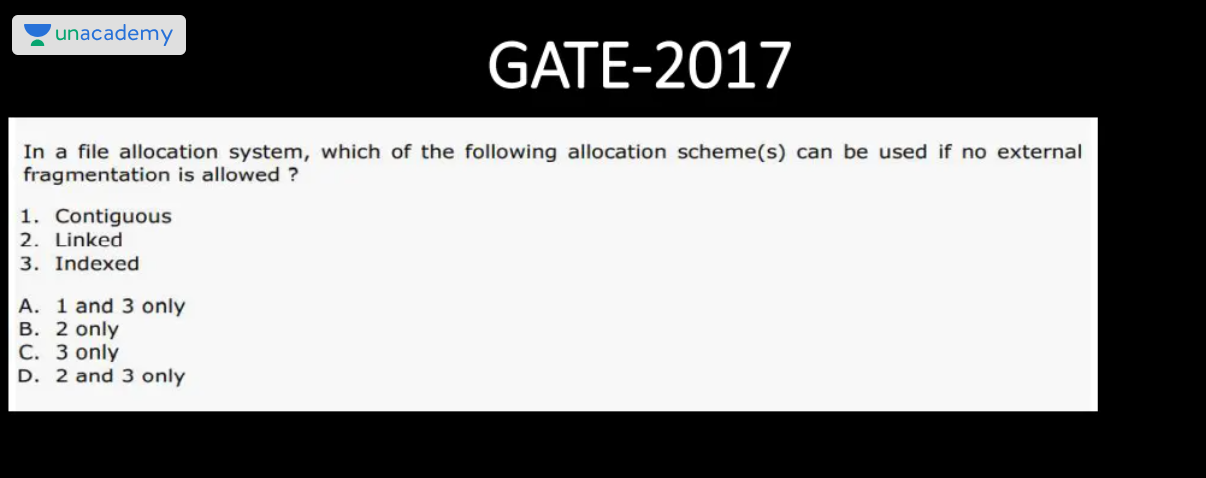 unacademy
GATE-2017
In a file allocation system, which of the following allocation scheme(s) can be used if no external
fragmentation is allowed ?
1. Contiguous
2. Linked
3. Indexed
A. 1 and 3 only
B. 2 only
C. 3 only
D. 2 and 3 only